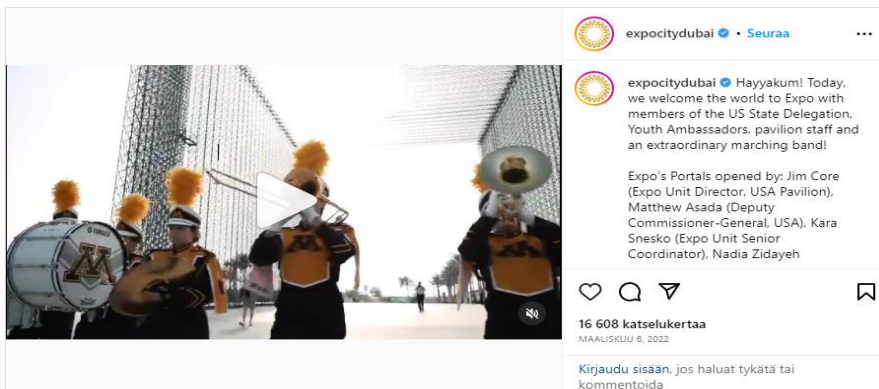 expocitydubai • Seuraa
expocitydubai Hayyakum! Today,
we welcome the world to Expo with
members of the US State Delegation,
Youth Ambassadors, pavilion staff and
an extraordinary marching band!
Expo's Portals opened by: Jim Core
(Expo Unit Director, USA Pavilion),
Matthew Asada (Deputy
Commissioner-General, USA), Kara
Snesko (Expo Unit Senior
Coordinator), Nadia Zidayeh
YAMAHA
M
M
16 608 katselukertaa
MAALISKUU 6, 2022
Kirjaudu sisään, jos haluat tykätä tai
kommentoida